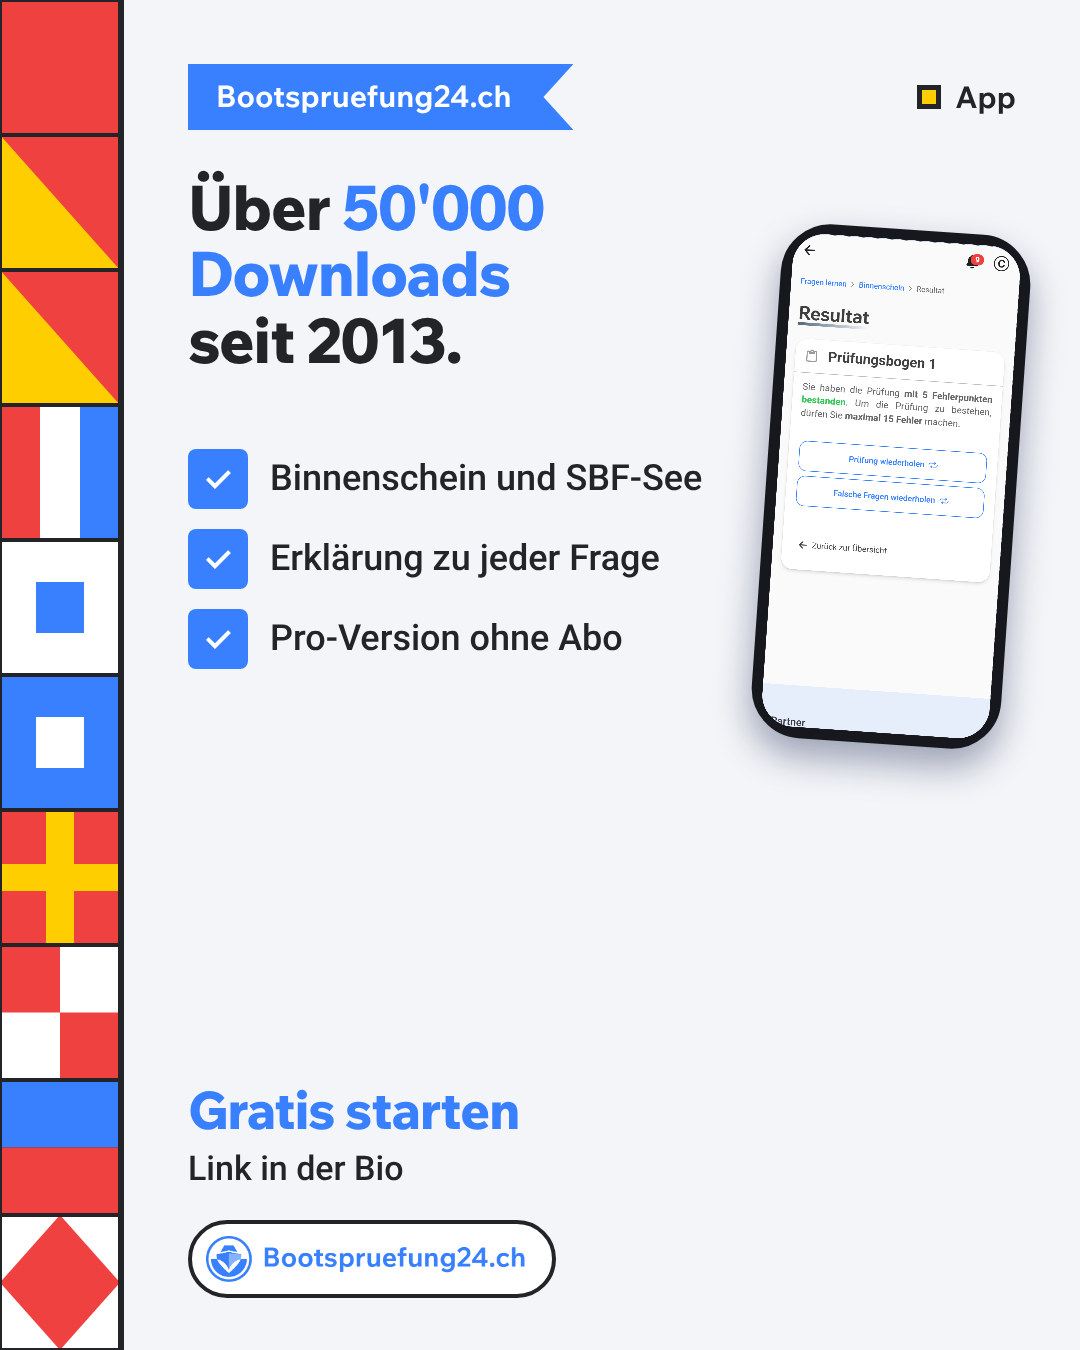 Bootspruefung24.ch
App
Über 50'000
Downloads
seit 2013.
Binnenschein und SBF-See
Erklärung zu jeder Frage
Pro-Version ohne Abo
9
C
Fragen lernen > Binnenschein > Resultat
Resultat
Prüfungsbogen 1
Sie haben die Prüfung mit 5 Fehlerpunkten
bestanden. Um die Prüfung zu bestehen,
dürfen Sie maximal 15 Fehler machen.
Prüfung wiederholen
Falsche Fragen wiederholen
Zurück zur Übersicht
Partner
Gratis starten
Link in der Bio
Bootspruefung24.ch